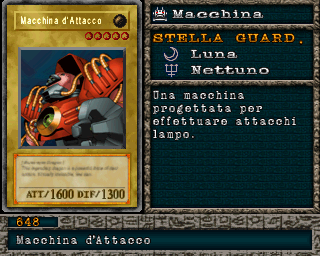 Macchina d'Attacco
ATT/1600 DIF/1300
Macchina
STELLA GUARD.
Luna
Nettuno
Una macchina
progettata per
effettuare attacchi
lampo.
648
Macchina d'Attacco